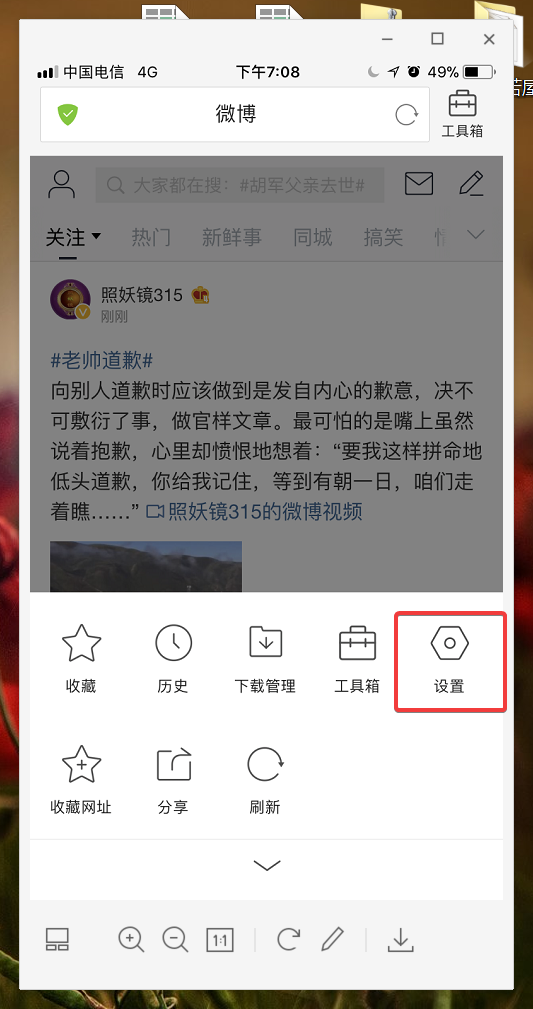 中国电信 4G 下午7:08 49%
微博
工具箱
大家都在搜：#胡军父亲去世#
关注 热门 新鲜事 同城 搞笑
照妖镜315
刚刚
#老帅道歉#
向别人道歉时应该做到是发自内心的歉意，决不
可敷衍了事，做官样文章。最可怕的是嘴上虽然
说着抱歉，心里却愤恨地想着：“要我这样拼命地
低头道歉，你给我记住，等到有朝一日，咱们走
着瞧……” 照妖镜315的微博视频
收藏 历史 下载管理 工具箱 设置
收藏网址 分享 刷新
1:1